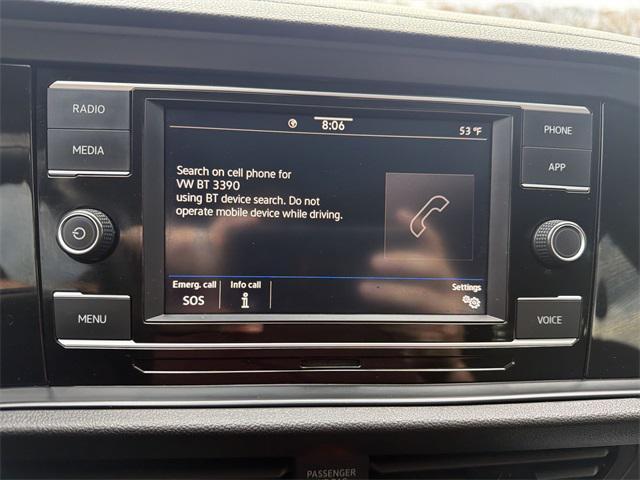 RADIO
MEDIA
MENU
8:06
53 °F
Search on cell phone for
VW BT 3390
using BT device search. Do not
operate mobile device while driving.
Emerg. call
SOS
Info call
i
Settings
PHONE
APP
VOICE
PASSENGER